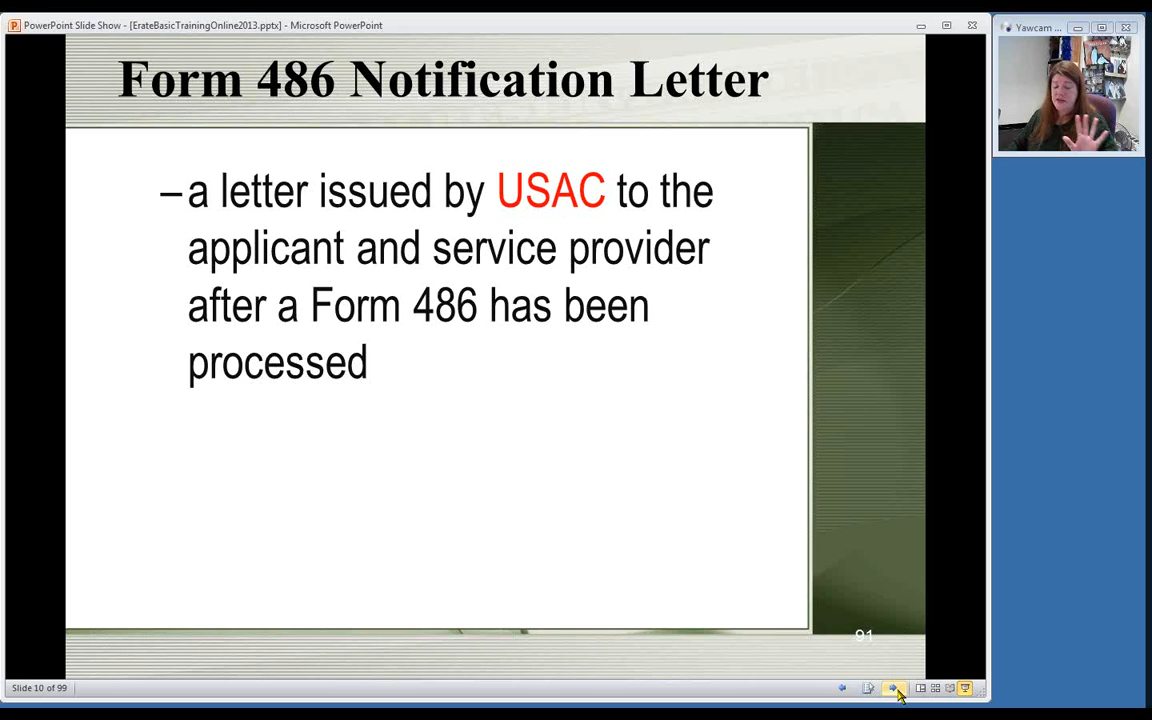 PowerPoint Slide Show - [ErateBasicTrainingOnline2013.pptx] - Microsoft PowerPoint
Yawcam ...
Form 486 Notification Letter
–a letter issued by USAC to the
applicant and service provider
after a Form 486 has been
processed
91
Slide 10 of 99